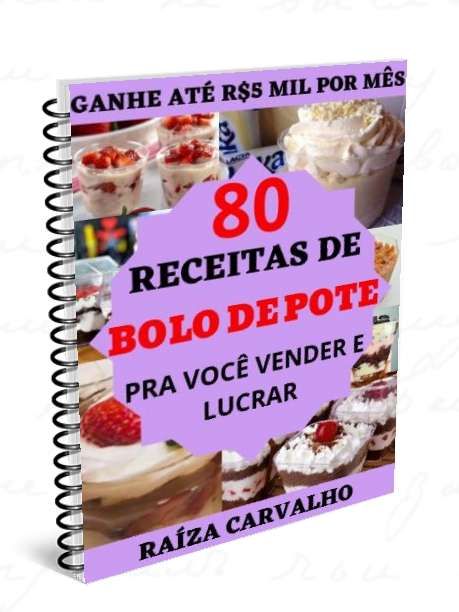 GANHE ATÉ R$5 MIL POR MÊS
80
RECEITAS DE
BOLO DE POTE
PRA VOCÊ VENDER E
LUCRAR
RAÍZA CARVALHO